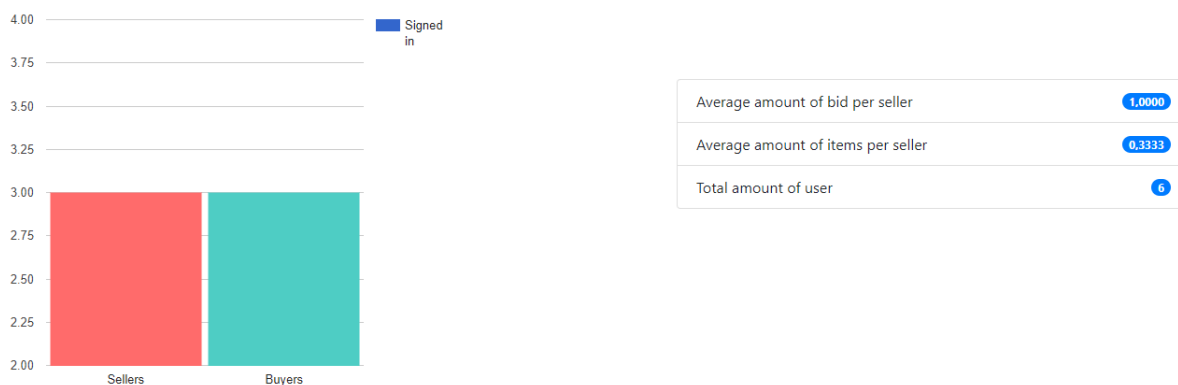 4.00
3.75
3.50
3.25
3.00
2.75
2.50
2.25
2.00
Sellers
Buyers
Signed
in
Average amount of bid per seller 1,0000
Average amount of items per seller 0,3333
Total amount of user 6